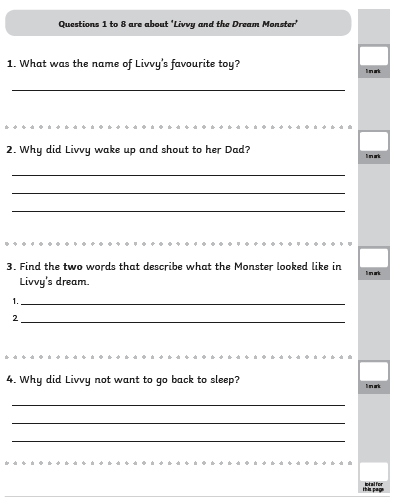 Questions 1 to 8 are about 'Livvy and the Dream Monster'
1. What was the name of Livvy's favourite toy?
1 mark
2. Why did Livvy wake up and shout to her Dad?
1 mark
3. Find the two words that describe what the Monster looked like in
Livvy's dream.
1.
2.
1 mark
4. Why did Livvy not want to go back to sleep?
1 mark
total for
this page